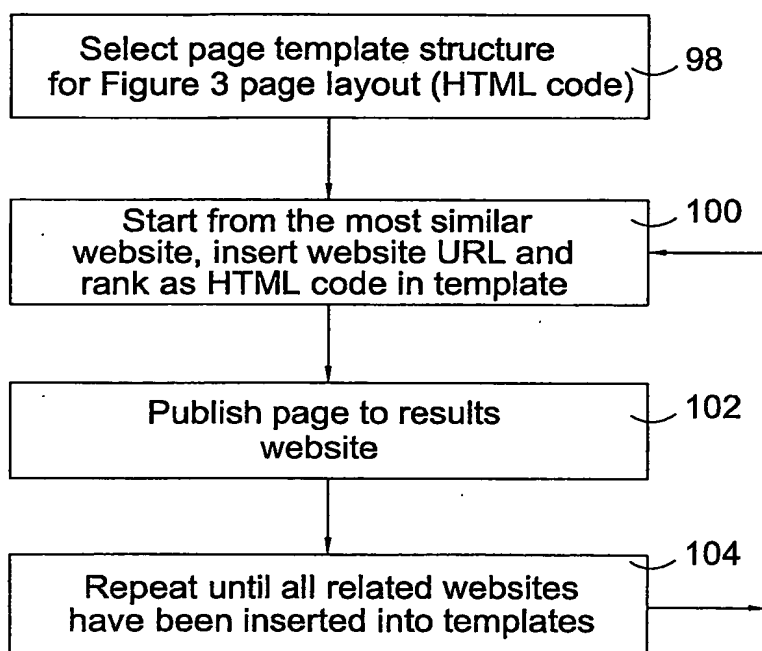 Select page template structure
for Figure 3 page layout (HTML code)
98
Start from the most similar
website, insert website URL and
rank as HTML code in template
100
Publish page to results
website
102
Repeat until all related websites
have been inserted into templates
104